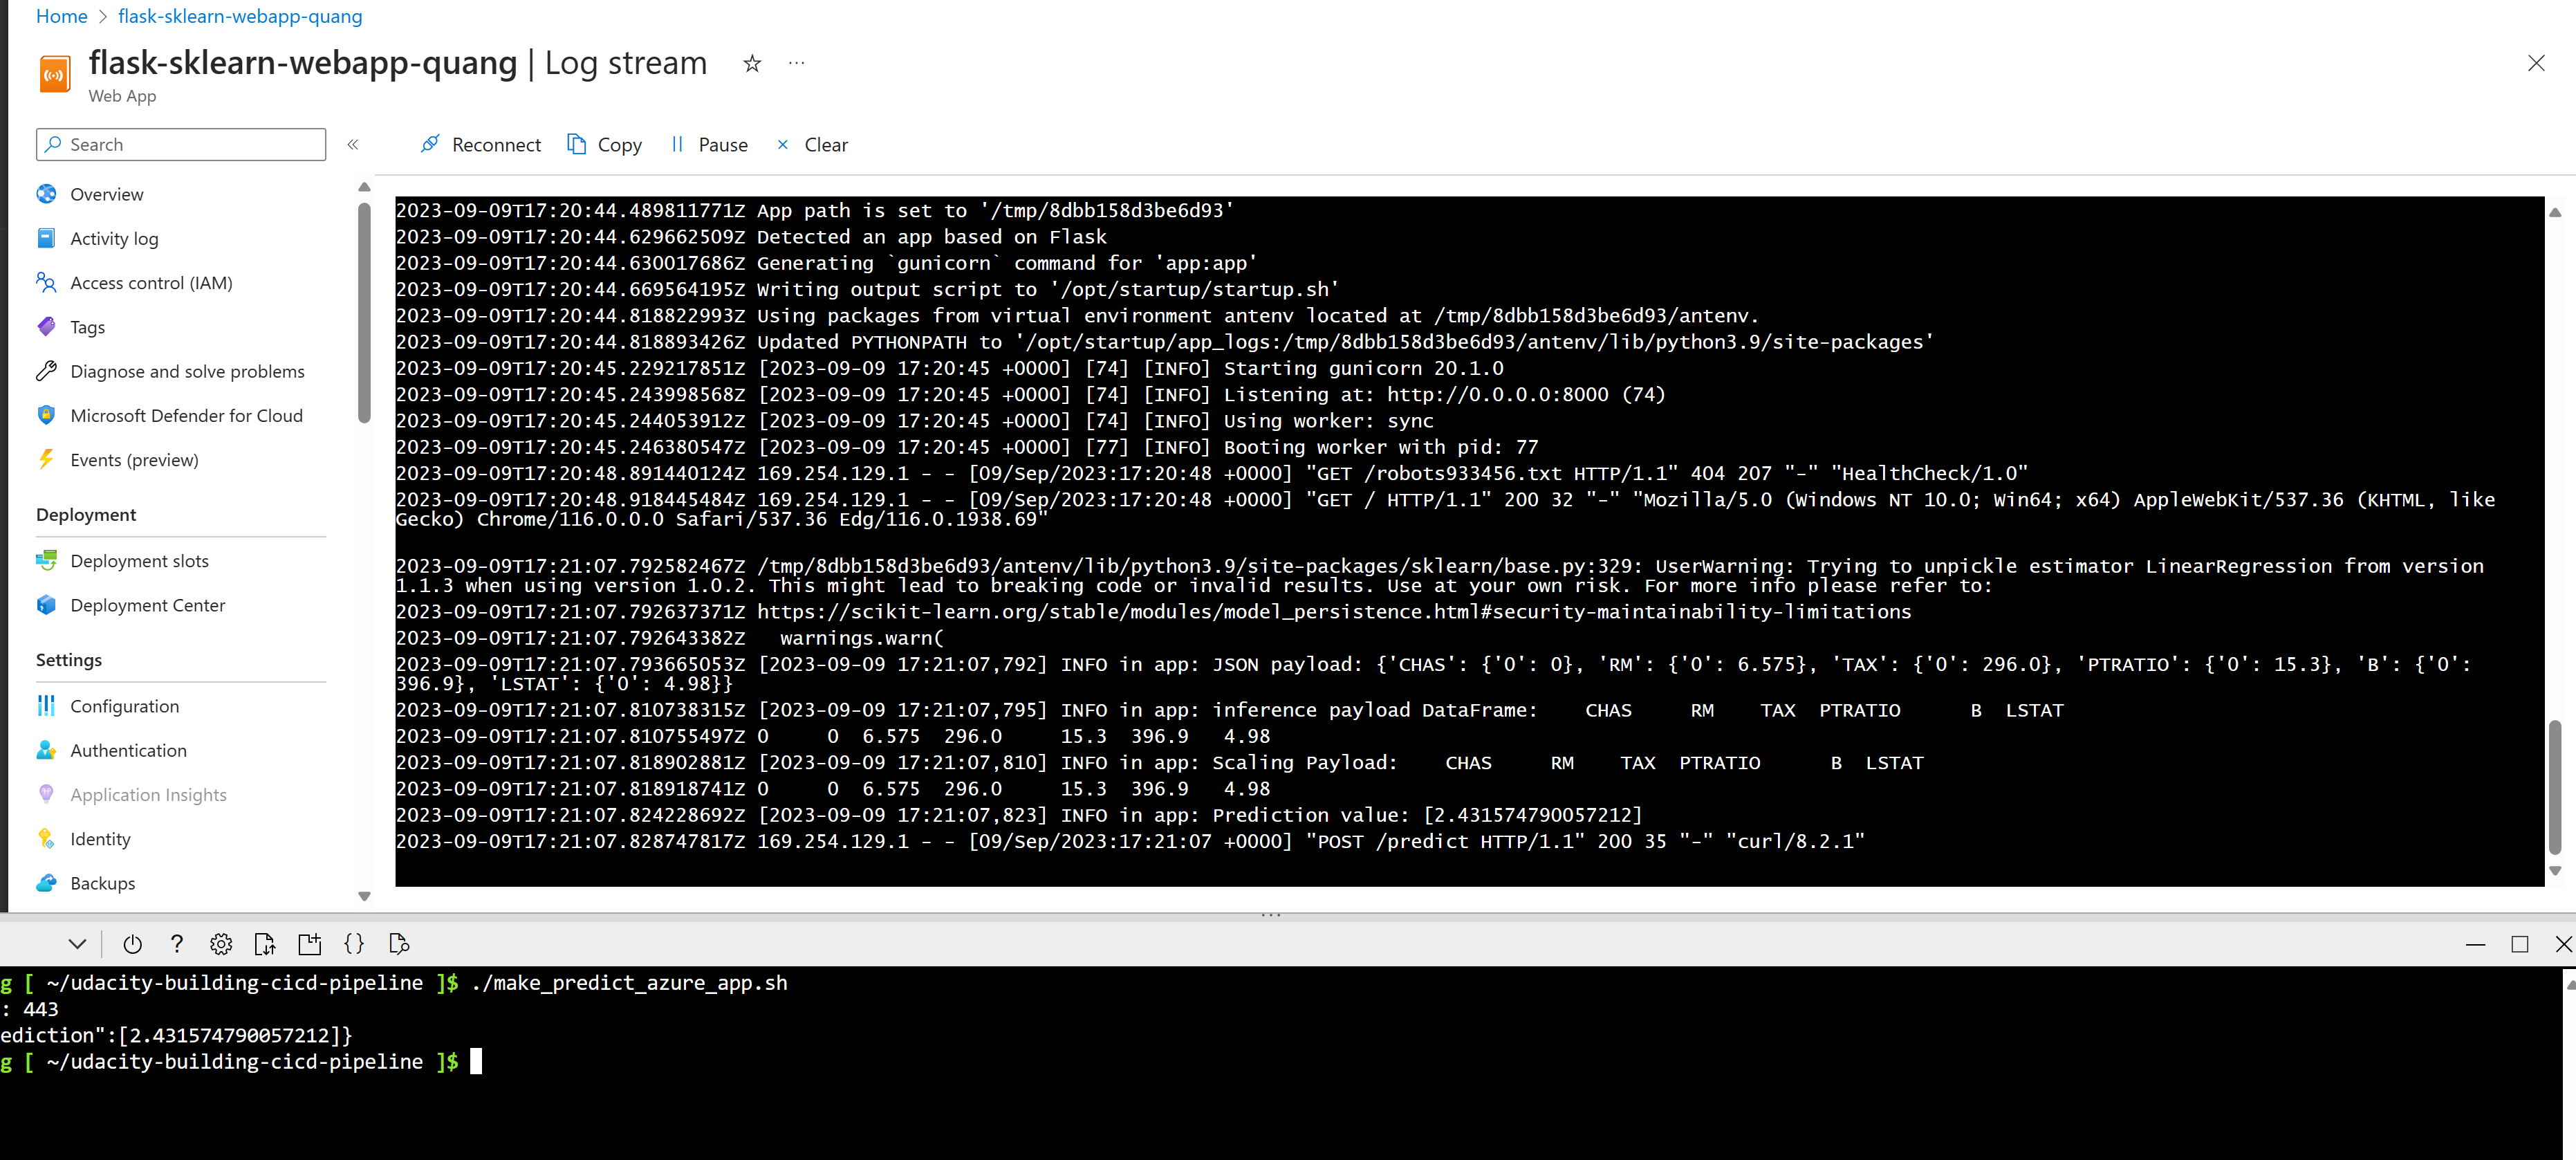 Home > flask-sklearn-webapp-quang
flask-sklearn-webapp-quang | Log stream
Web App
Search
Reconnect
Copy
Pause
Clear
Overview
Activity log
Access control (IAM)
Tags
Diagnose and solve problems
Microsoft Defender for Cloud
Events (preview)
Deployment
Deployment slots
Deployment Center
Settings
Configuration
Authentication
Application Insights
Identity
Backups
2023-09-09T17:20:44.489811771Z App path is set to '/tmp/8dbb158d3be6d93'
2023-09-09T17:20:44.629662509Z Detected an app based on Flask
2023-09-09T17:20:44.630017686Z Generating `gunicorn` command for 'app:app'
2023-09-09T17:20:44.669564195Z Writing output script to '/opt/startup/startup.sh'
2023-09-09T17:20:44.818822993Z Using packages from virtual environment antenv located at /tmp/8dbb158d3be6d93/antenv.
2023-09-09T17:20:44.818893426Z Updated PYTHONPATH to '/opt/startup/app_logs:/tmp/8dbb158d3be6d93/antenv/lib/python3.9/site-packages'
2023-09-09T17:20:45.229217851Z [2023-09-09 17:20:45 +0000] [74] [INFO] Starting gunicorn 20.1.0
2023-09-09T17:20:45.243998568Z [2023-09-09 17:20:45 +0000] [74] [INFO] Listening at: http://0.0.0.0:8000 (74)
2023-09-09T17:20:45.244053912Z [2023-09-09 17:20:45 +0000] [74] [INFO] Using worker: sync
2023-09-09T17:20:45.246380547Z [2023-09-09 17:20:45 +0000] [77] [INFO] Booting worker with pid: 77
2023-09-09T17:20:48.891440124Z 169.254.129.1 - - [09/Sep/2023:17:20:48 +0000] "GET /robots933456.txt HTTP/1.1" 404 207 "-" "HealthCheck/1.0"
2023-09-09T17:20:48.918445484Z 169.254.129.1 - - [09/Sep/2023:17:20:48 +0000] "GET / HTTP/1.1" 200 32 "-" "Mozilla/5.0 (Windows NT 10.0; Win64; x64) AppleWebKit/537.36 (KHTML, like
Gecko) Chrome/116.0.0.0 Safari/537.36 Edg/116.0.1938.69"
2023-09-09T17:21:07.792582467Z /tmp/8dbb158d3be6d93/antenv/lib/python3.9/site-packages/sklearn/base.py:329: UserWarning: Trying to unpickle estimator LinearRegression from version
1.1.3 when using version 1.0.2. This might lead to breaking code or invalid results. Use at your own risk. For more info please refer to:
2023-09-09T17:21:07.792637371Z https://scikit-learn.org/stable/modules/model_persistence.html#security-maintainability-limitations
2023-09-09T17:21:07.792643382Z   warnings.warn(
2023-09-09T17:21:07.793665053Z [2023-09-09 17:21:07,792] INFO in app: JSON payload: {'CHAS': {'0': 0}, 'RM': {'0': 6.575}, 'TAX': {'0': 296.0}, 'PTRATIO': {'0': 15.3}, 'B': {'0':
396.9}, 'LSTAT': {'0': 4.98}}
2023-09-09T17:21:07.810738315Z [2023-09-09 17:21:07,795] INFO in app: inference payload DataFrame:    CHAS     RM    TAX  PTRATIO      B  LSTAT
2023-09-09T17:21:07.810755497Z 0     0  6.575  296.0     15.3  396.9   4.98
2023-09-09T17:21:07.818902881Z [2023-09-09 17:21:07,810] INFO in app: Scaling Payload:    CHAS     RM    TAX  PTRATIO      B  LSTAT
2023-09-09T17:21:07.818918741Z 0     0  6.575  296.0     15.3  396.9   4.98
2023-09-09T17:21:07.824228692Z [2023-09-09 17:21:07,823] INFO in app: Prediction value: [2.431574790057212]
2023-09-09T17:21:07.828747817Z 169.254.129.1 - - [09/Sep/2023:17:21:07 +0000] "POST /predict HTTP/1.1" 200 35 "-" "curl/8.2.1"
g [ ~/udacity-building-cicd-pipeline ]$ ./make_predict_azure_app.sh
: 443
ediction":[2.431574790057212]}
g [ ~/udacity-building-cicd-pipeline ]$